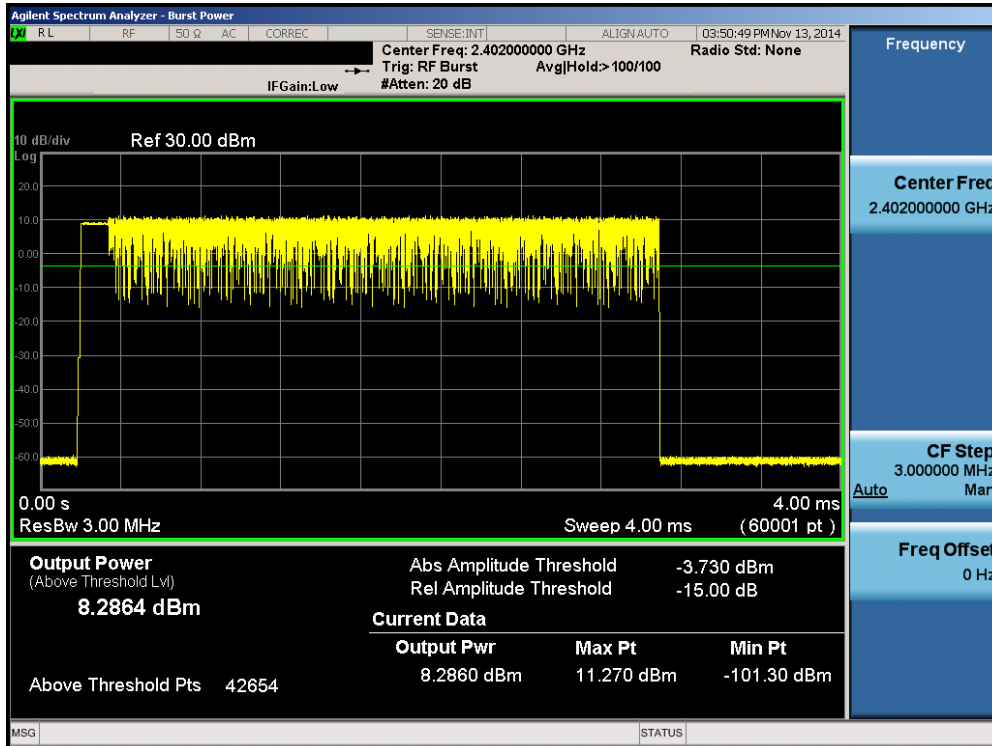 Agilent Spectrum Analyzer - Burst Power
LXI RL RF 50 Ω AC CORREC SENSE:INT ALIGN AUTO 03:50:49 PM Nov 13, 2014
Center Freq: 2.402000000 GHz Radio Std: None
Trig: RF Burst Avg|Hold:>100/100
IFGain:Low #Atten: 20 dB
10 dB/div Ref 30.00 dBm
Log
20.0
10.0
0.00
-10.0
-20.0
-30.0
-40.0
-50.0
-60.0
0.00 s 4.00 ms
ResBw 3.00 MHz Sweep 4.00 ms (60001 pt)
Output Power
(Above Threshold Lvl)
8.2864 dBm
Above Threshold Pts 42654
Abs Amplitude Threshold -3.730 dBm
Rel Amplitude Threshold -15.00 dB
Current Data
Output Pwr Max Pt Min Pt
8.2860 dBm 11.270 dBm -101.30 dBm
Frequency
Center Freq
2.402000000 GHz
CF Step
3.000000 MHz
Auto Man
Freq Offset
0 Hz
MSG STATUS